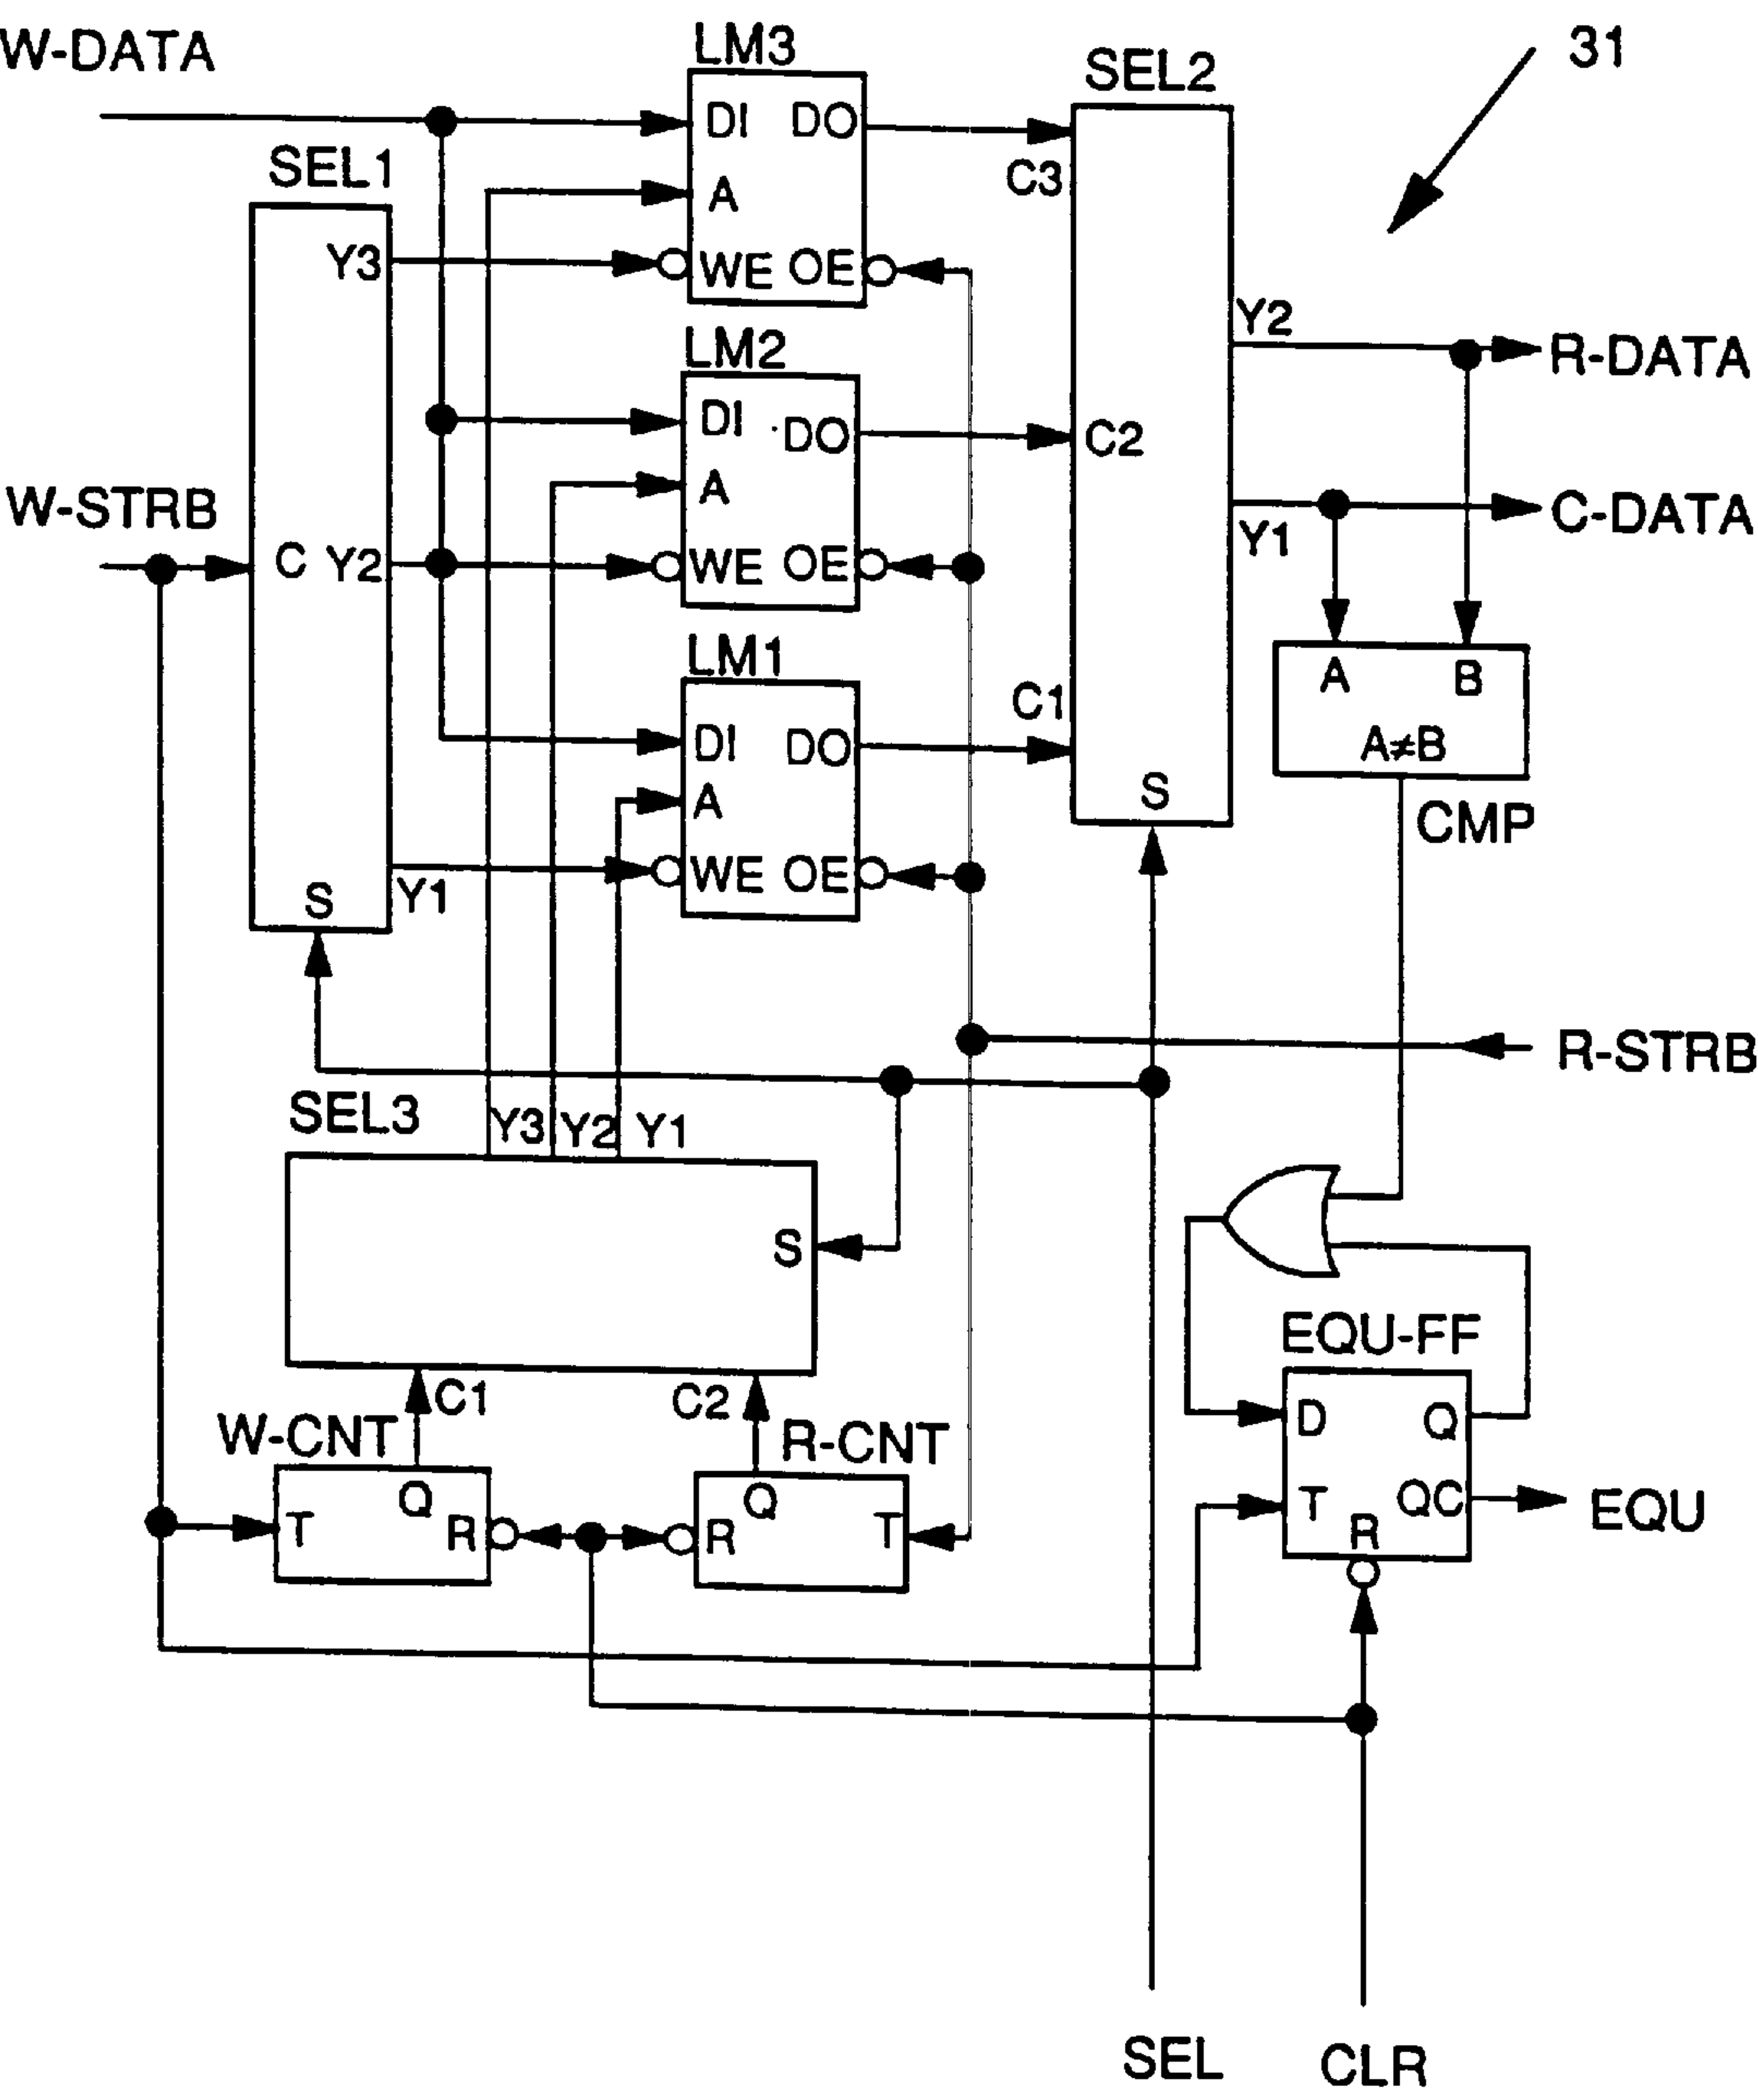 W-DATA
LM3
SEL2
31
DI DO
SEL1
A
C3
Y3
WE OE
Y2
R-DATA
LM2
DI DO
C2
A
W-STRB
C-DATA
Y1
C Y2
WE OE
LM1
A B
C1
DI DO
A≠B
S
A
CMP
WE OE
S
Y1
R-STRB
SEL3
Y3 Y2 Y1
S
EQU-FF
C1
C2
W-CNT
R-CNT
D Q
Q
Q
T QC
EQU
T R
R T
R
SEL
CLR